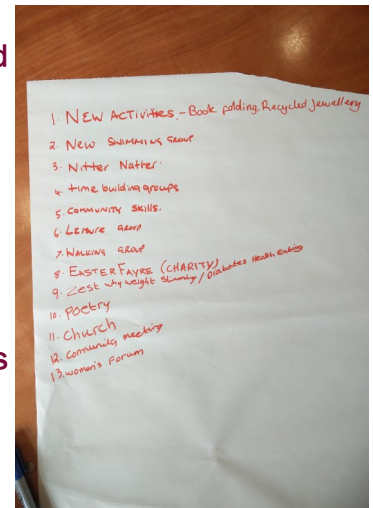 d
1. NEW ACTIVITIES - Book folding, Recycled Jewellery
2. New SWIMMING GROUP
3. Nitter Natter.
4. time building groups
5. COMMUNITY SKILLS.
6. LEISURE GROUP
7. WALKING GROUP
8. EASTER FAYRE (CHARITY)
9. Zest why weight Slimming / Diabetes Health Eating
10. POETRY
11. Church
12. Community meeting
13. women's Forum
s